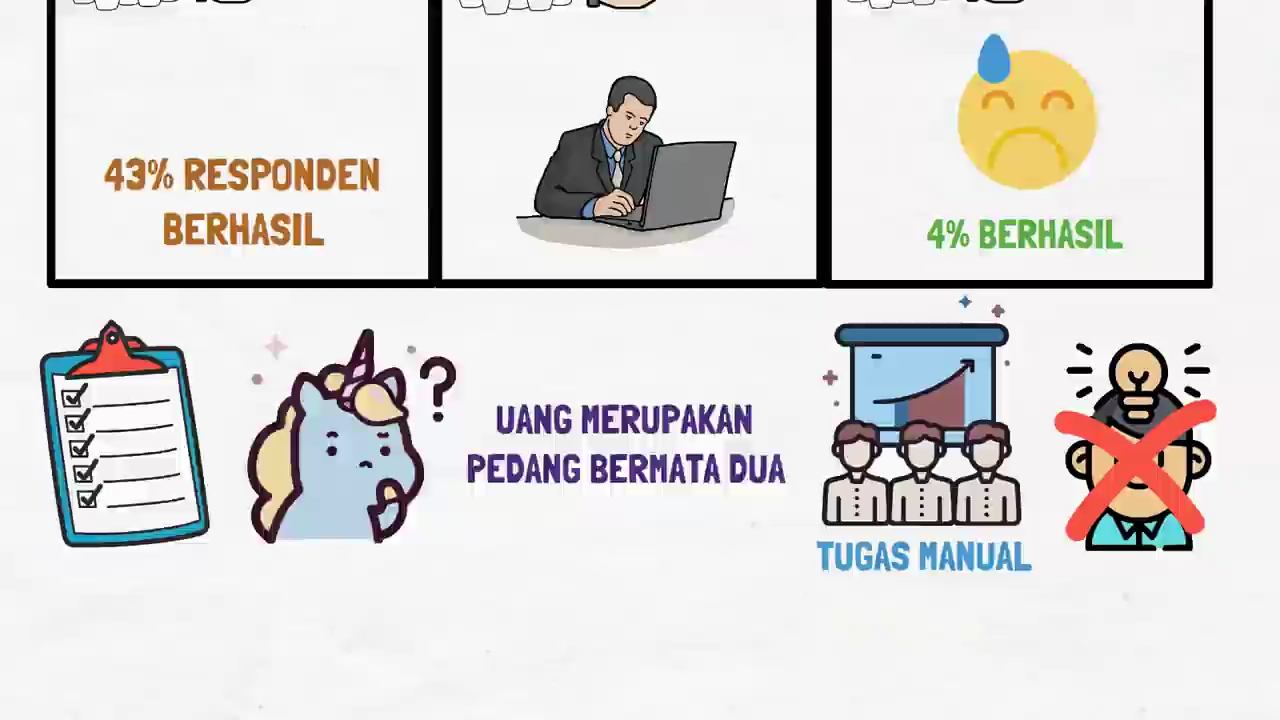 43% RESPONDEN
BERHASIL
4% BERHASIL
?
UANG MERUPAKAN
PEDANG BERMATA DUA
TUGAS MANUAL